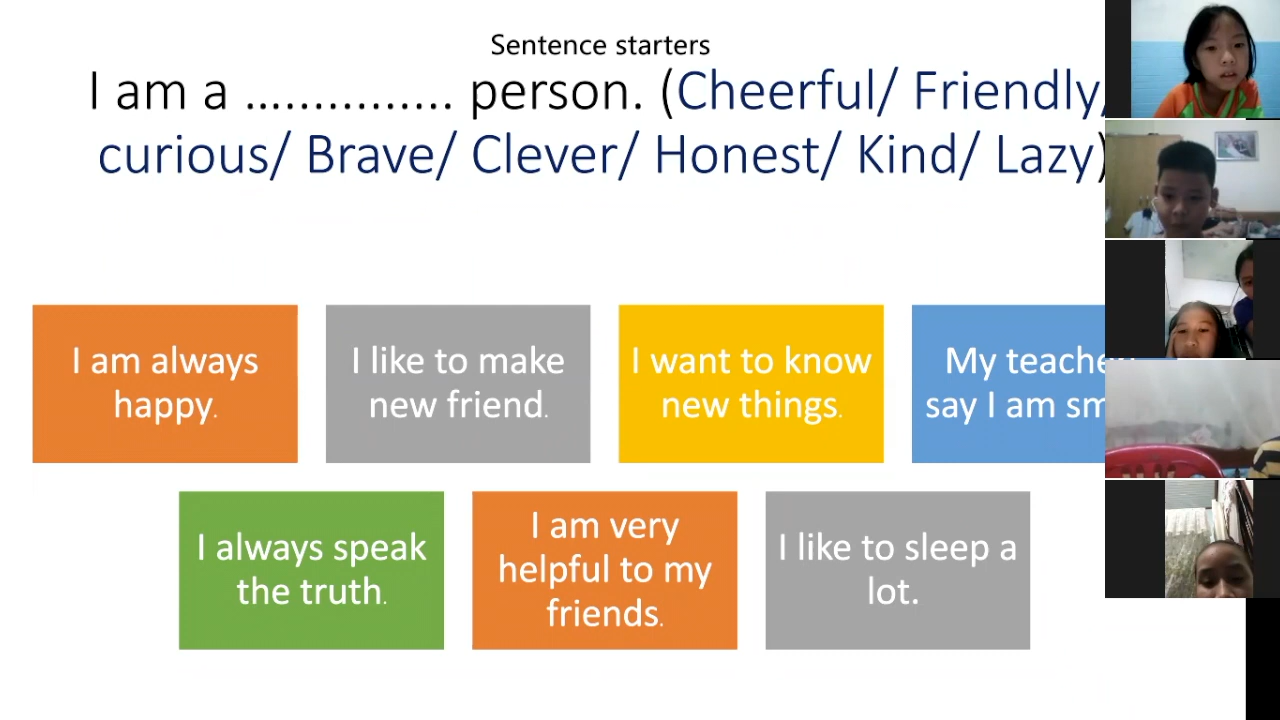 Sentence starters
I am a ............... person. (Cheerful/ Friendly/
curious/ Brave/ Clever/ Honest/ Kind/ Lazy)
I am always
happy.
I like to make
new friend.
I want to know
new things.
My teache
say I am sm
I always speak
the truth.
I am very
helpful to my
friends.
I like to sleep a
lot.